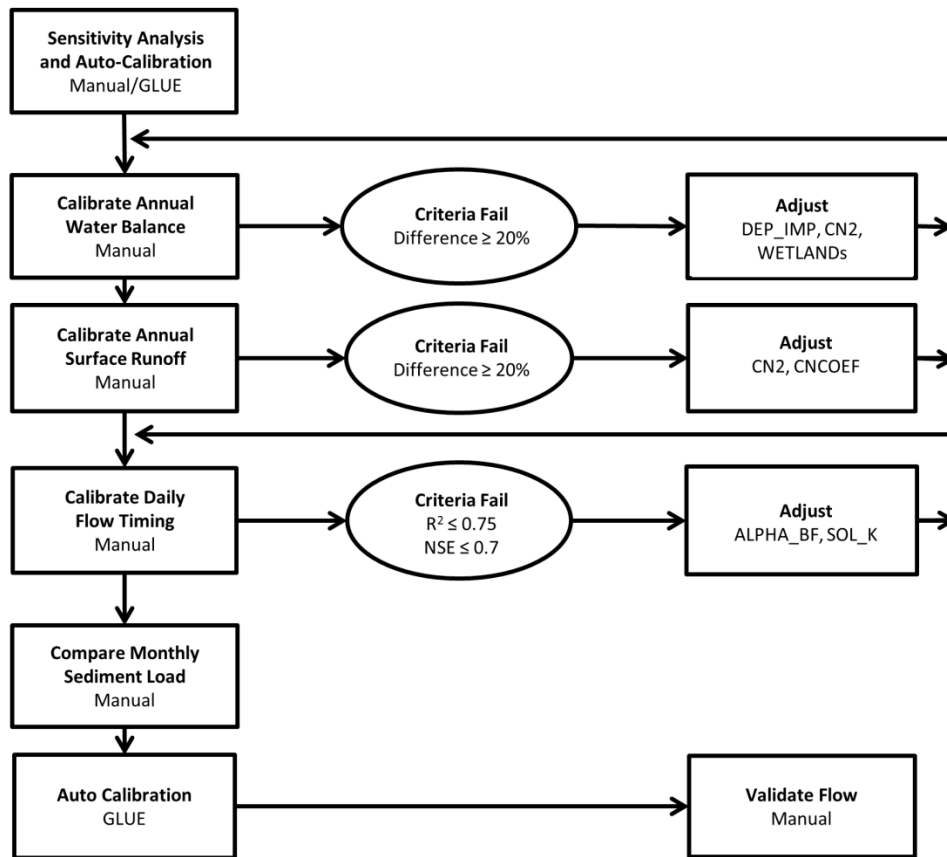 Sensitivity Analysis
and Auto-Calibration
Manual/GLUE
Calibrate Annual
Water Balance
Manual
Criteria Fail
Difference ≥ 20%
Adjust
DEP_IMP, CN2,
WETLANDs
Calibrate Annual
Surface Runoff
Manual
Criteria Fail
Difference ≥ 20%
Adjust
CN2, CNCOEF
Calibrate Daily
Flow Timing
Manual
Criteria Fail
R² ≤ 0.75
NSE ≤ 0.7
Adjust
ALPHA_BF, SOL_K
Compare Monthly
Sediment Load
Manual
Auto Calibration
GLUE
Validate Flow
Manual